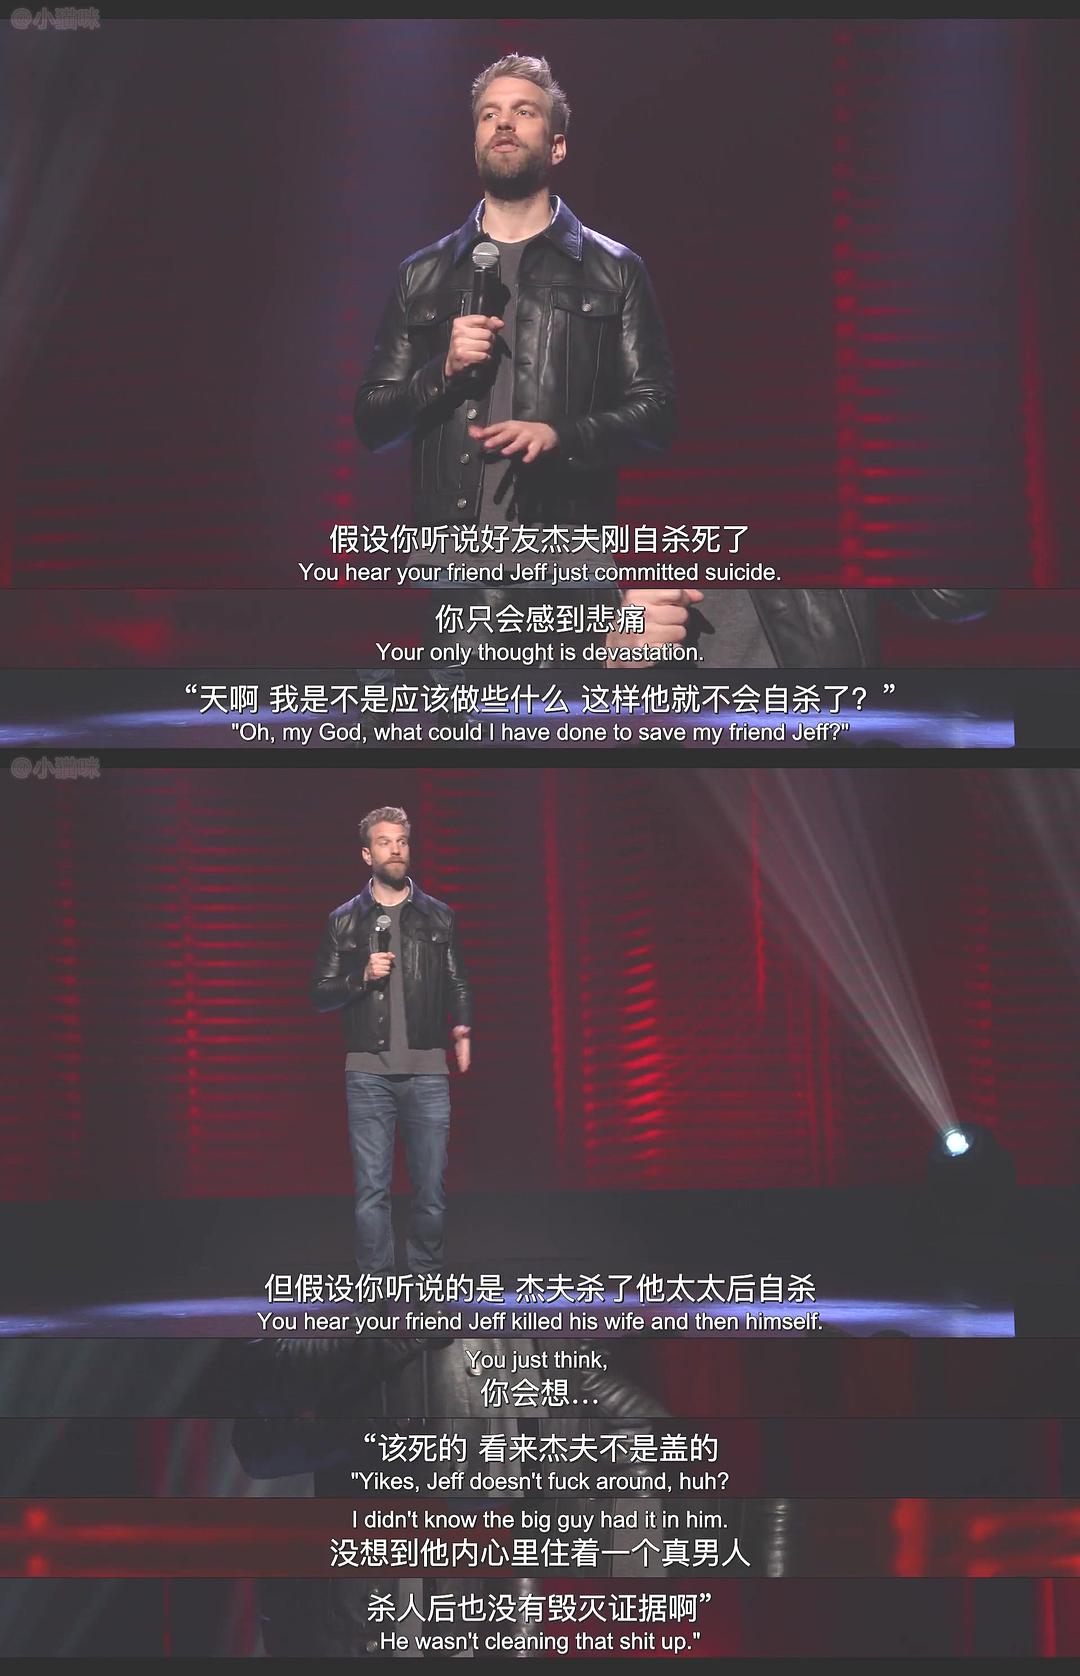 @小猫咪
假设你听说好友杰夫刚自杀死了
You hear your friend Jeff just committed suicide.
你只会感到悲痛
Your only thought is devastation.
“天啊 我是不是应该做些什么 这样他就不会自杀了？”
"Oh, my God, what could I have done to save my friend Jeff?"
@小猫咪
但假设你听说的是 杰夫杀了他太太后自杀
You hear your friend Jeff killed his wife and then himself.
You just think,
你会想…
“该死的 看来杰夫不是盖的
"Yikes, Jeff doesn't fuck around, huh?
I didn't know the big guy had it in him.
没想到他内心里住着一个真男人
杀人后也没有毁灭证据啊”
He wasn't cleaning that shit up."